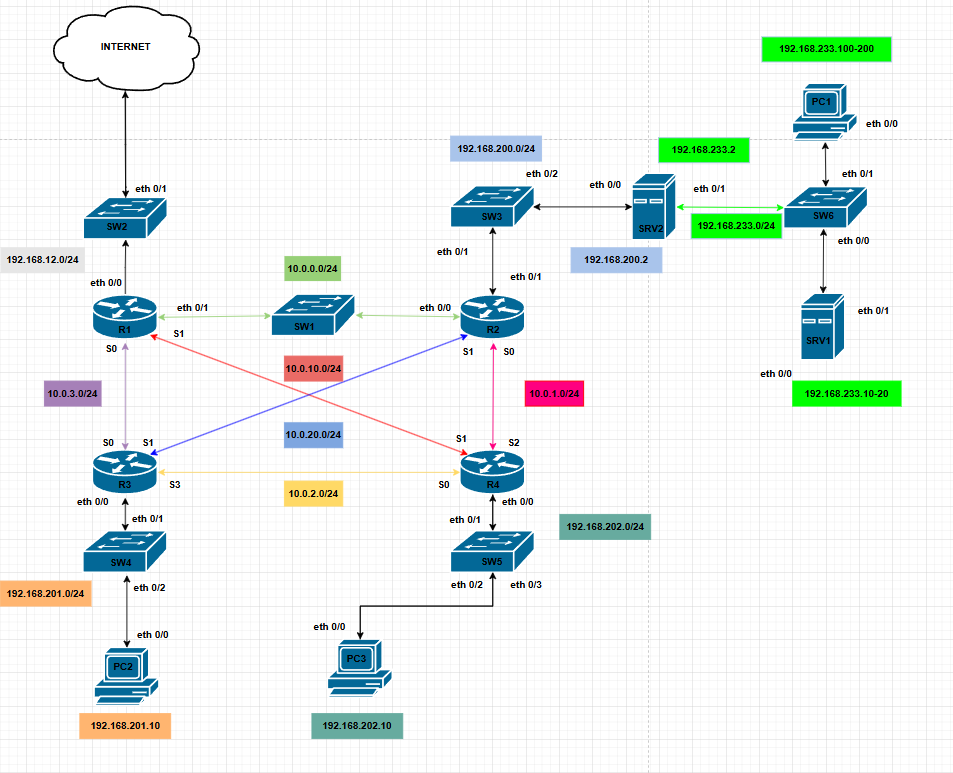 INTERNET
192.168.233.100-200
PC1
eth 0/0
192.168.200.0/24
192.168.233.2
eth 0/2
eth 0/1
eth 0/1
eth 0/0
eth 0/1
SW2
SW3
SRV2
192.168.233.0/24
SW6
eth 0/0
192.168.12.0/24
eth 0/1
192.168.200.2
10.0.0.0/24
eth 0/0
eth 0/1
eth 0/1
eth 0/0
eth 0/1
R1
SW1
R2
S1
SRV1
S0
S1
S0
10.0.10.0/24
eth 0/0
10.0.3.0/24
10.0.1.0/24
192.168.233.10-20
10.0.20.0/24
S0
S1
S1
S2
R3
S3
S0
R4
10.0.2.0/24
eth 0/0
eth 0/0
eth 0/1
eth 0/1
192.168.202.0/24
SW4
SW5
192.168.201.0/24
eth 0/2
eth 0/2
eth 0/3
eth 0/0
eth 0/0
PC2
PC3
192.168.201.10
192.168.202.10